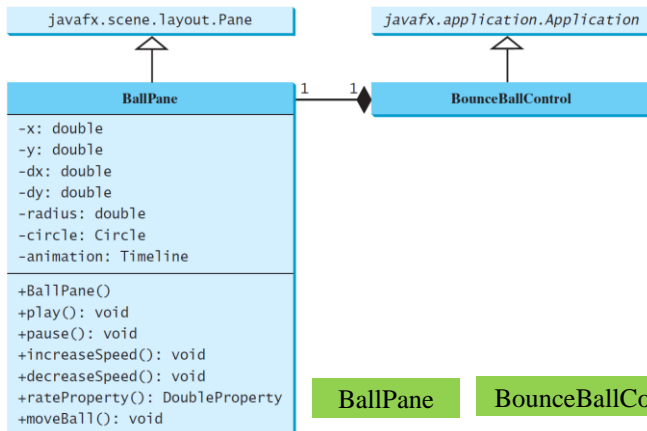 javafx.scene.layout.Pane
javafx.application.Application
BallPane
1
1
BounceBallControl
-x: double
-y: double
-dx: double
-dy: double
-radius: double
-circle: Circle
-animation: Timeline
+BallPane()
+play(): void
+pause(): void
+increaseSpeed(): void
+decreaseSpeed(): void
+rateProperty(): DoubleProperty
+moveBall(): void
BallPane
BounceBallCo